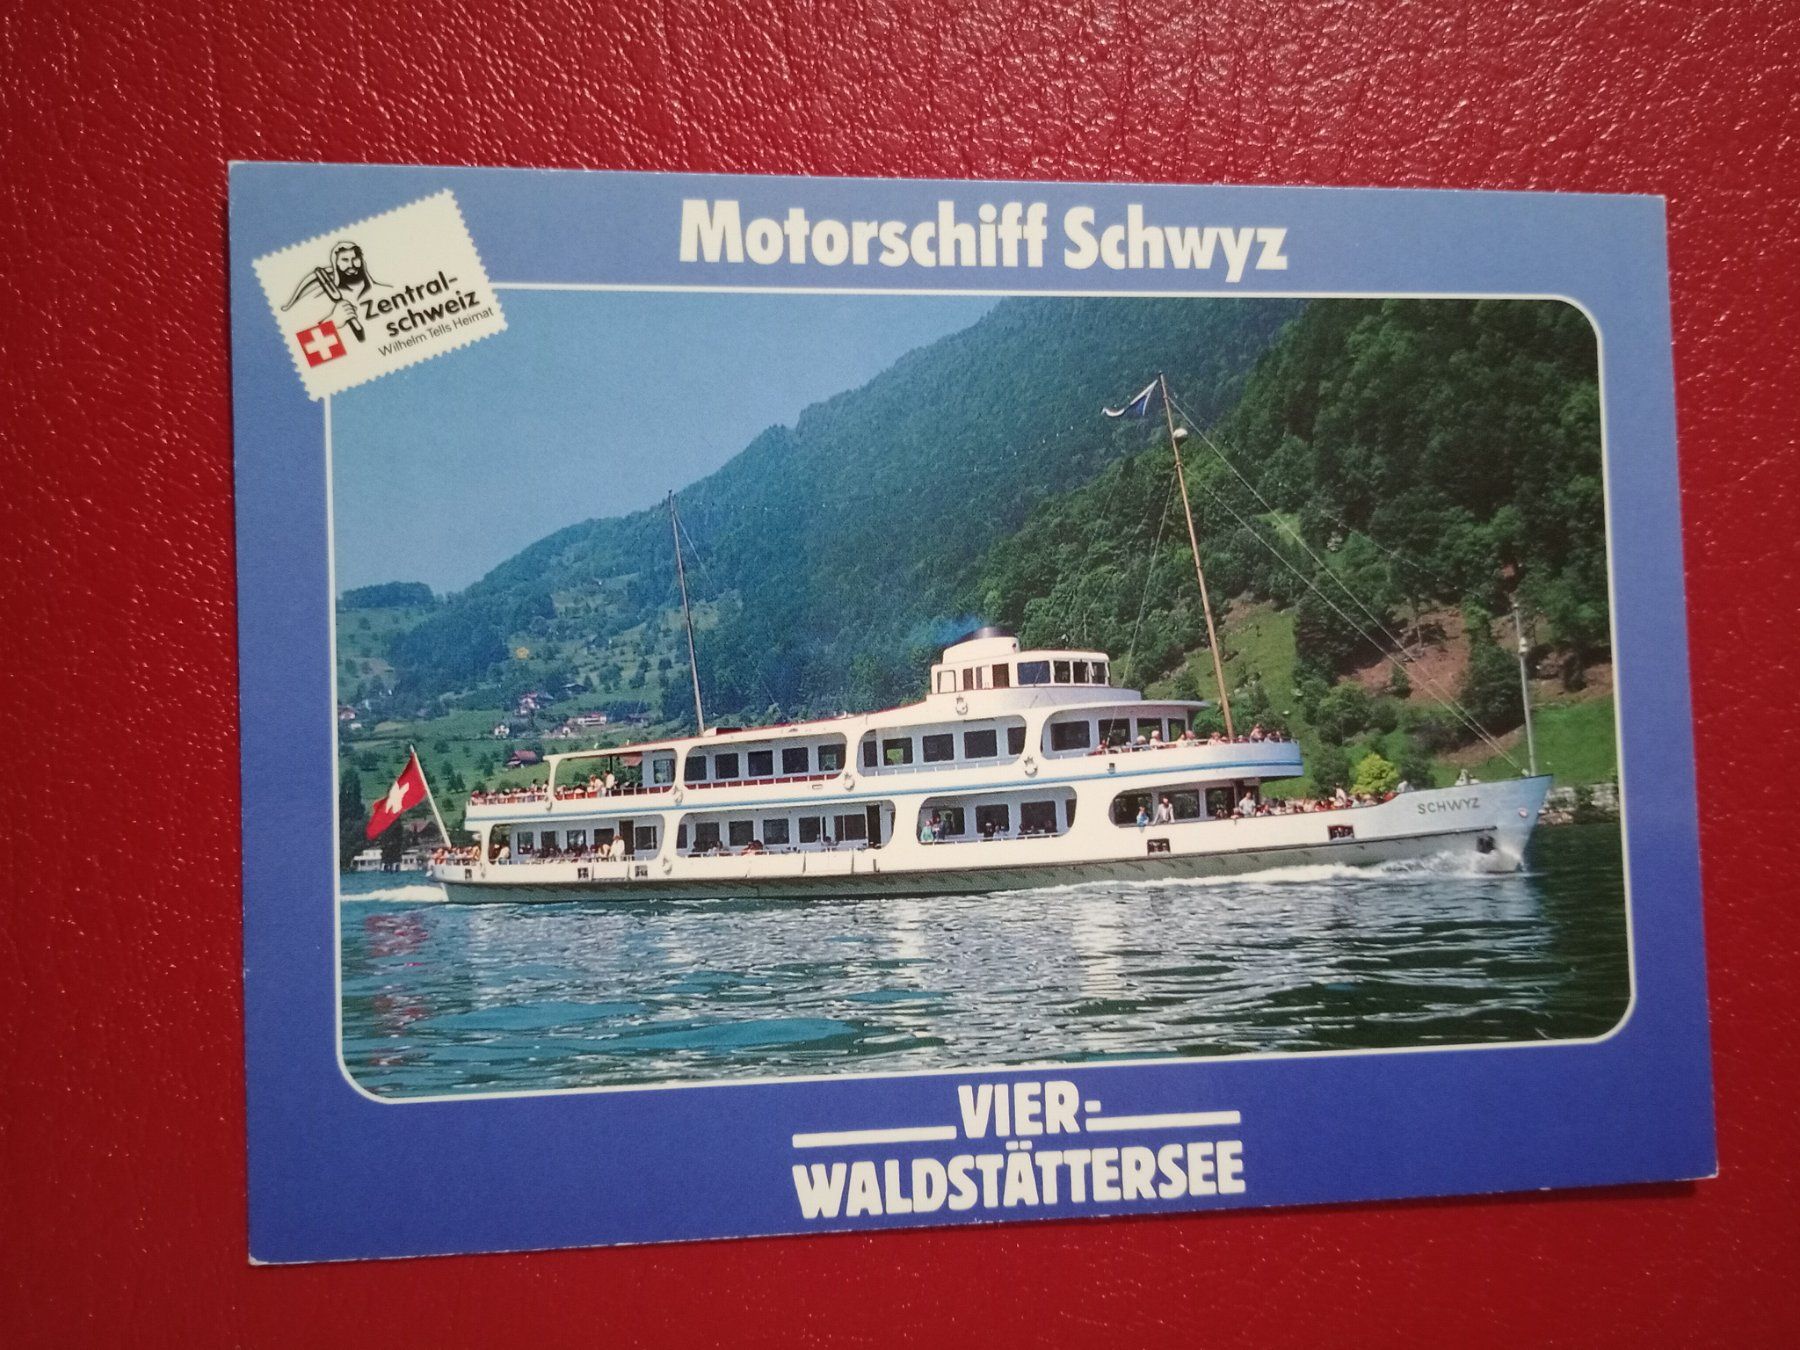 Motorschiff Schwyz
Zentral-
schweiz
Wilhelm Tells Heimat
SCHWYZ
VIER-
WALDSTÄTTERSEE